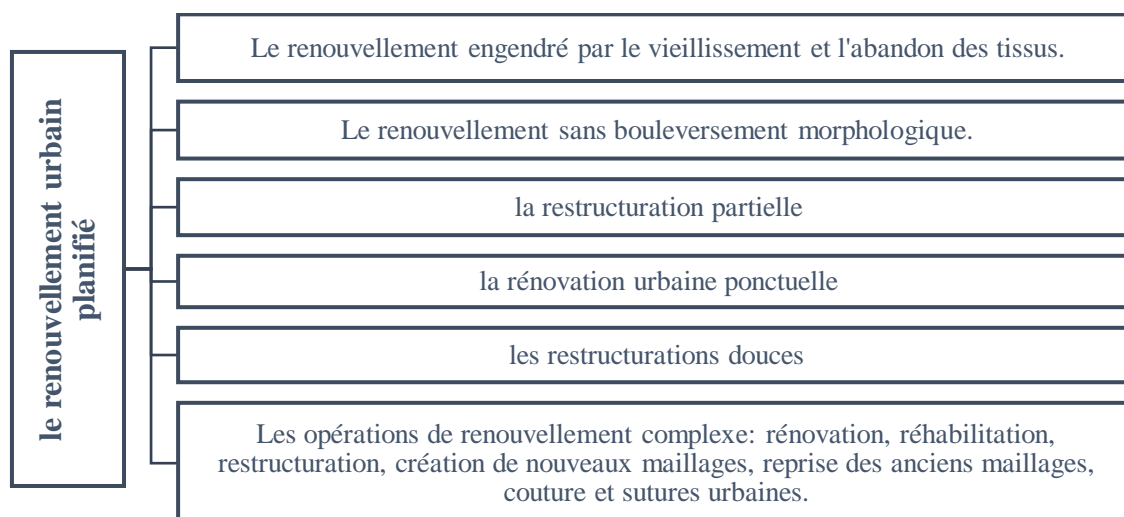 le renouvellement urbain
planifié
Le renouvellement engendré par le vieillissement et l'abandon des tissus.
Le renouvellement sans bouleversement morphologique.
la restructuration partielle
la rénovation urbaine ponctuelle
les restructurations douces
Les opérations de renouvellement complexe: rénovation, réhabilitation,
restructuration, création de nouveaux maillages, reprise des anciens maillages,
couture et sutures urbaines.